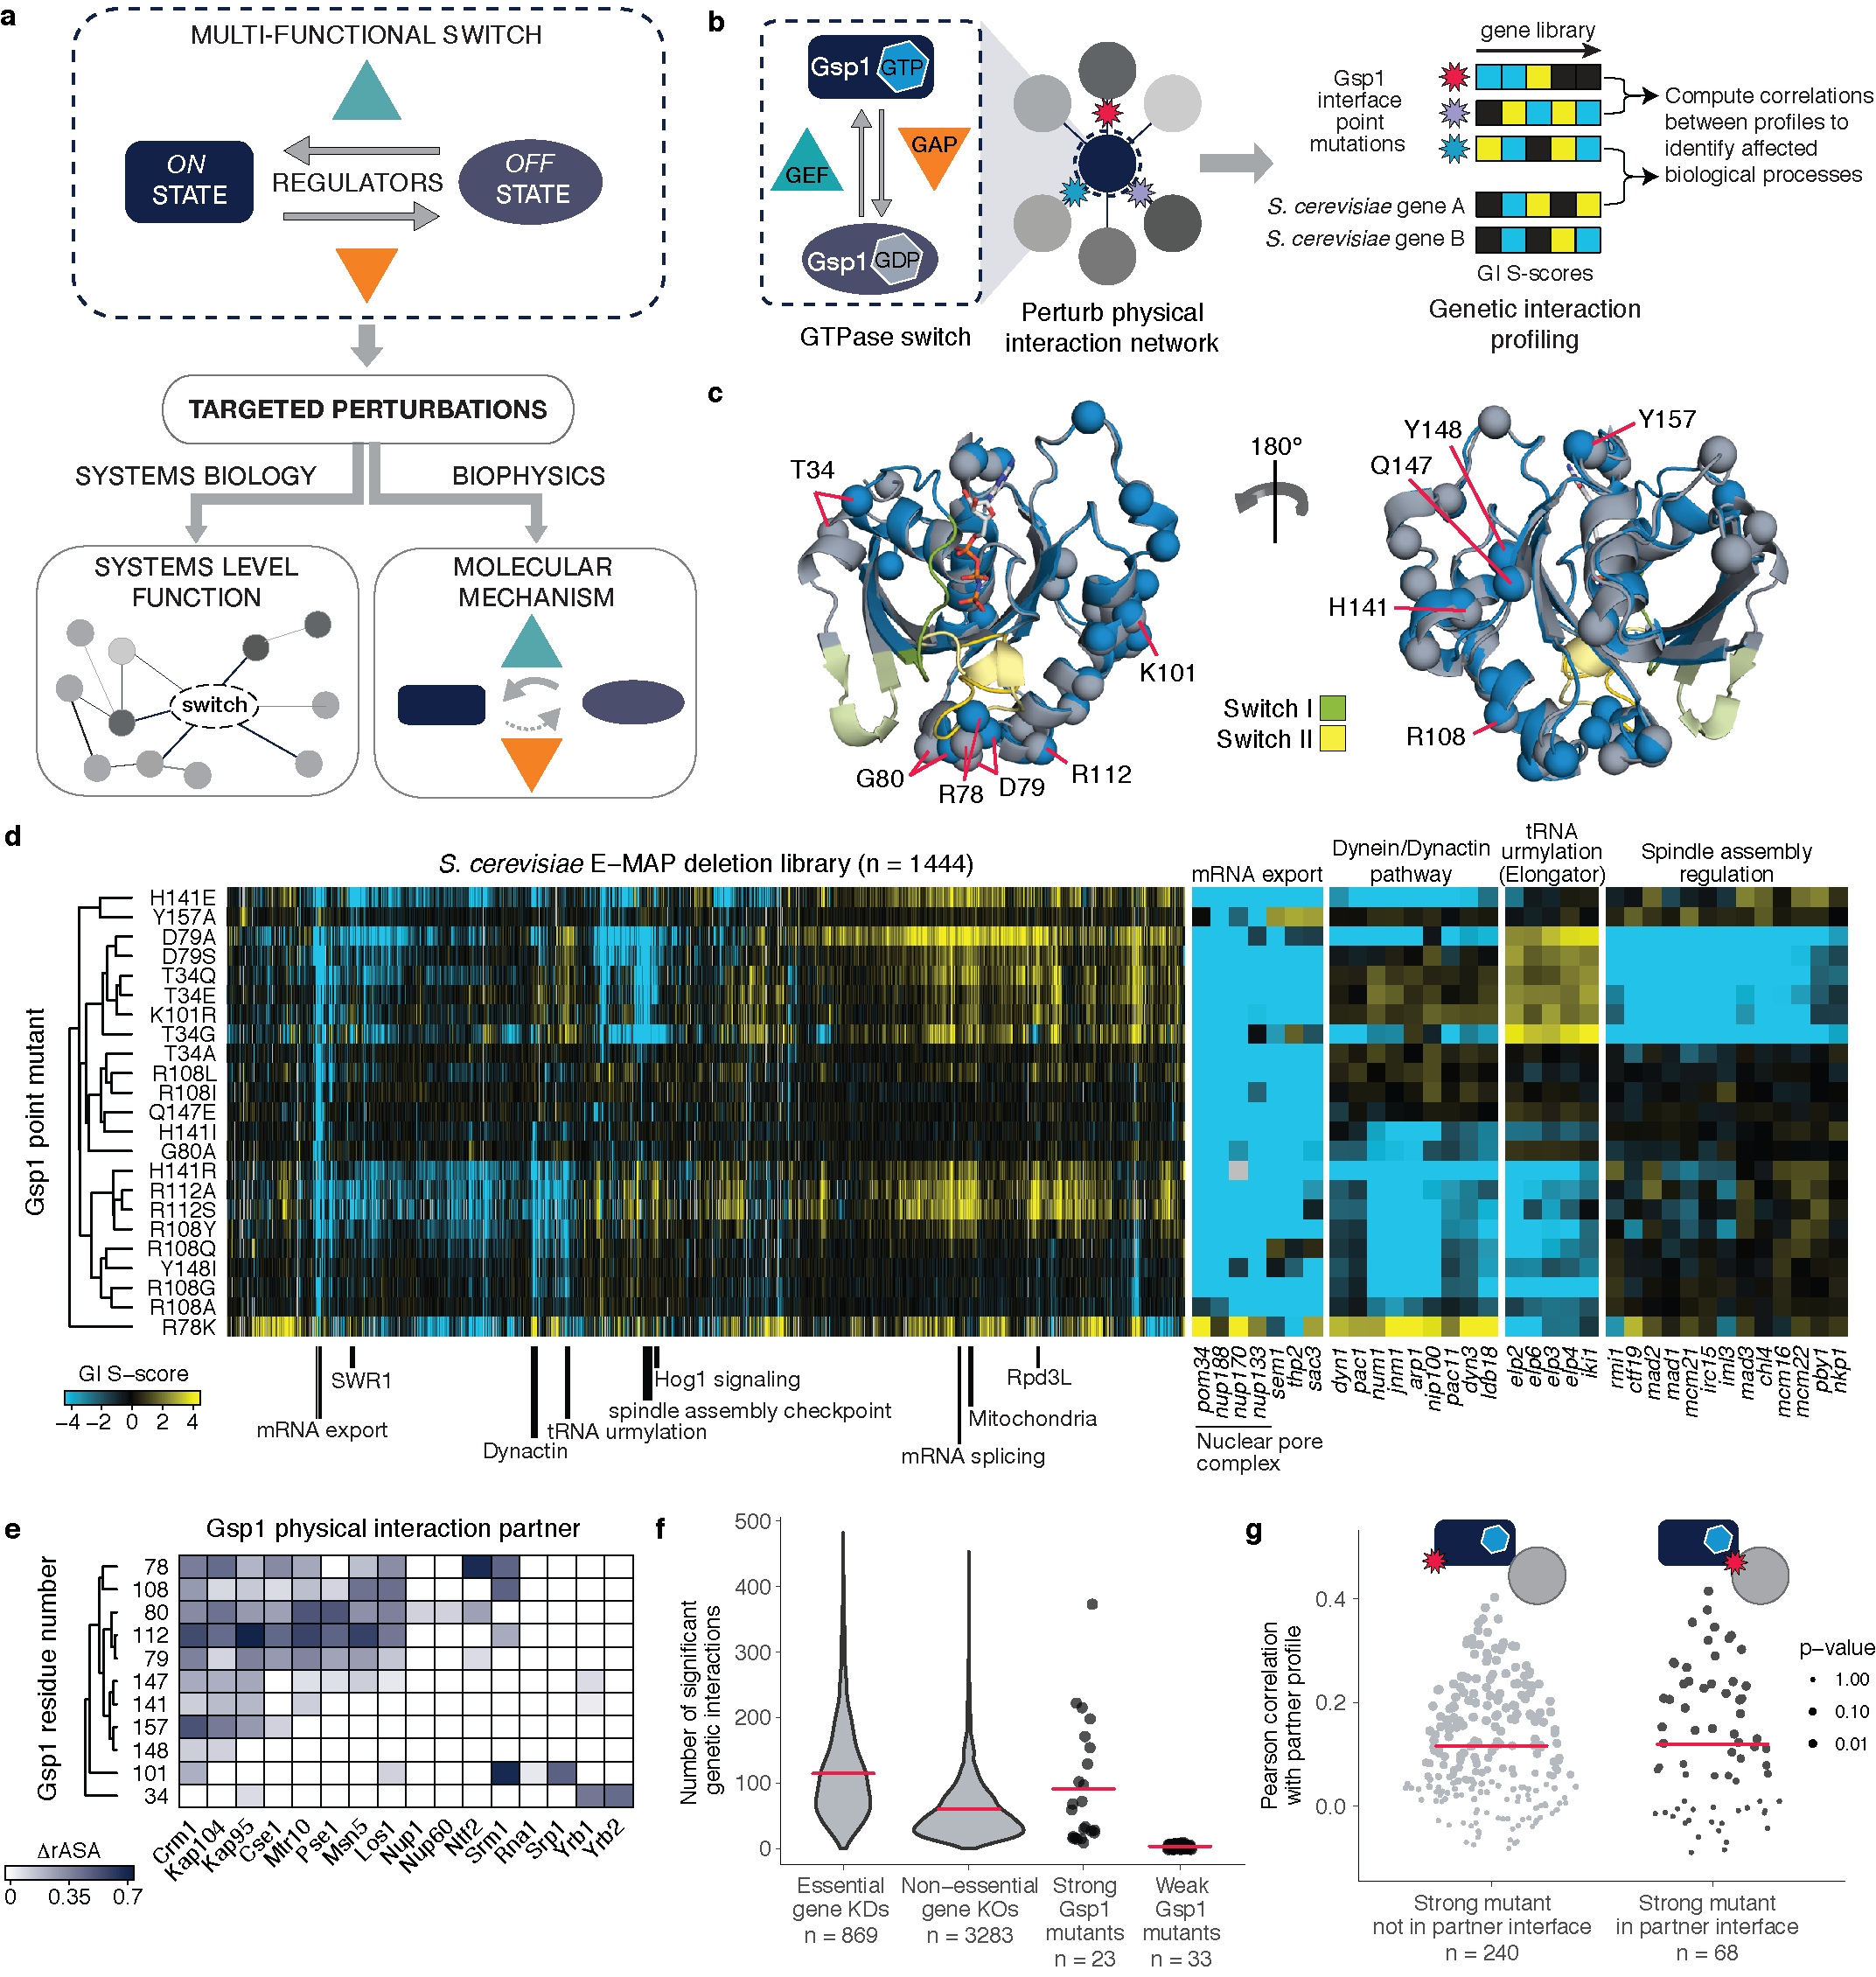 a
MULTI-FUNCTIONAL SWITCH
ON
STATE
REGULATORS
OFF
STATE
TARGETED PERTURBATIONS
SYSTEMS BIOLOGY
BIOPHYSICS
SYSTEMS LEVEL
FUNCTION
switch
MOLECULAR
MECHANISM
b
Gsp1 GTP
GEF
GAP
Gsp1 GDP
GTPase switch
Perturb physical
interaction network
gene library
Gsp1
interface
point
mutations
S. cerevisiae gene A
S. cerevisiae gene B
GI S-scores
Compute correlations
between profiles to
identify affected
biological processes
Genetic interaction
profiling
c
T34
G80
R78
D79
R112
K101
180°
Switch I
Switch II
Y148
Q147
H141
R108
Y157
d
S. cerevisiae E−MAP deletion library (n = 1444)
mRNA export
Dynein/Dynactin
pathway
tRNA
urmylation
(Elongator)
Spindle assembly
regulation
Gsp1 point mutant
H141E
Y157A
D79A
D79S
T34Q
T34E
K101R
T34G
T34A
R108L
R108I
Q147E
H141I
G80A
H141R
R112A
R112S
R108Y
R108Q
Y148I
R108G
R108A
R78K
GI S−score
−4 −2 0 2 4
mRNA export
SWR1
Dynactin
tRNA urmylation
spindle assembly checkpoint
Hog1 signaling
mRNA splicing
Mitochondria
Rpd3L
pom34
nup188
nup170
nup133
sem1
thp2
sac3
Nuclear pore
complex
dyn1
pac1
num1
jnm1
arp1
nip100
pac11
dyn3
ldb18
elp2
elp6
elp3
elp4
iki1
rmi1
ctf19
mad2
mad1
mcm21
irc15
iml3
mad3
chl4
mcm16
mcm22
pby1
nkp1
e
Gsp1 physical interaction partner
Gsp1 residue number
78
108
80
112
79
147
141
157
148
101
34
Crm1
Kap104
Kap95
Cse1
Mtr10
Pse1
Msn5
Los1
Nup1
Nup60
Ntf2
Srm1
Rna1
Srp1
Yrb1
Yrb2
ΔrASA
0 0.35 0.7
f
Number of significant
genetic interactions
500
400
300
200
100
0
Essential
gene KDs
n = 869
Non−essential
gene KOs
n = 3283
Strong
Gsp1
mutants
n = 23
Weak
Gsp1
mutants
n = 33
g
Pearson correlation
with partner profile
0.4
0.2
0.0
Strong mutant
not in partner interface
n = 240
Strong mutant
in partner interface
n = 68
p−value
1.00
0.10
0.01